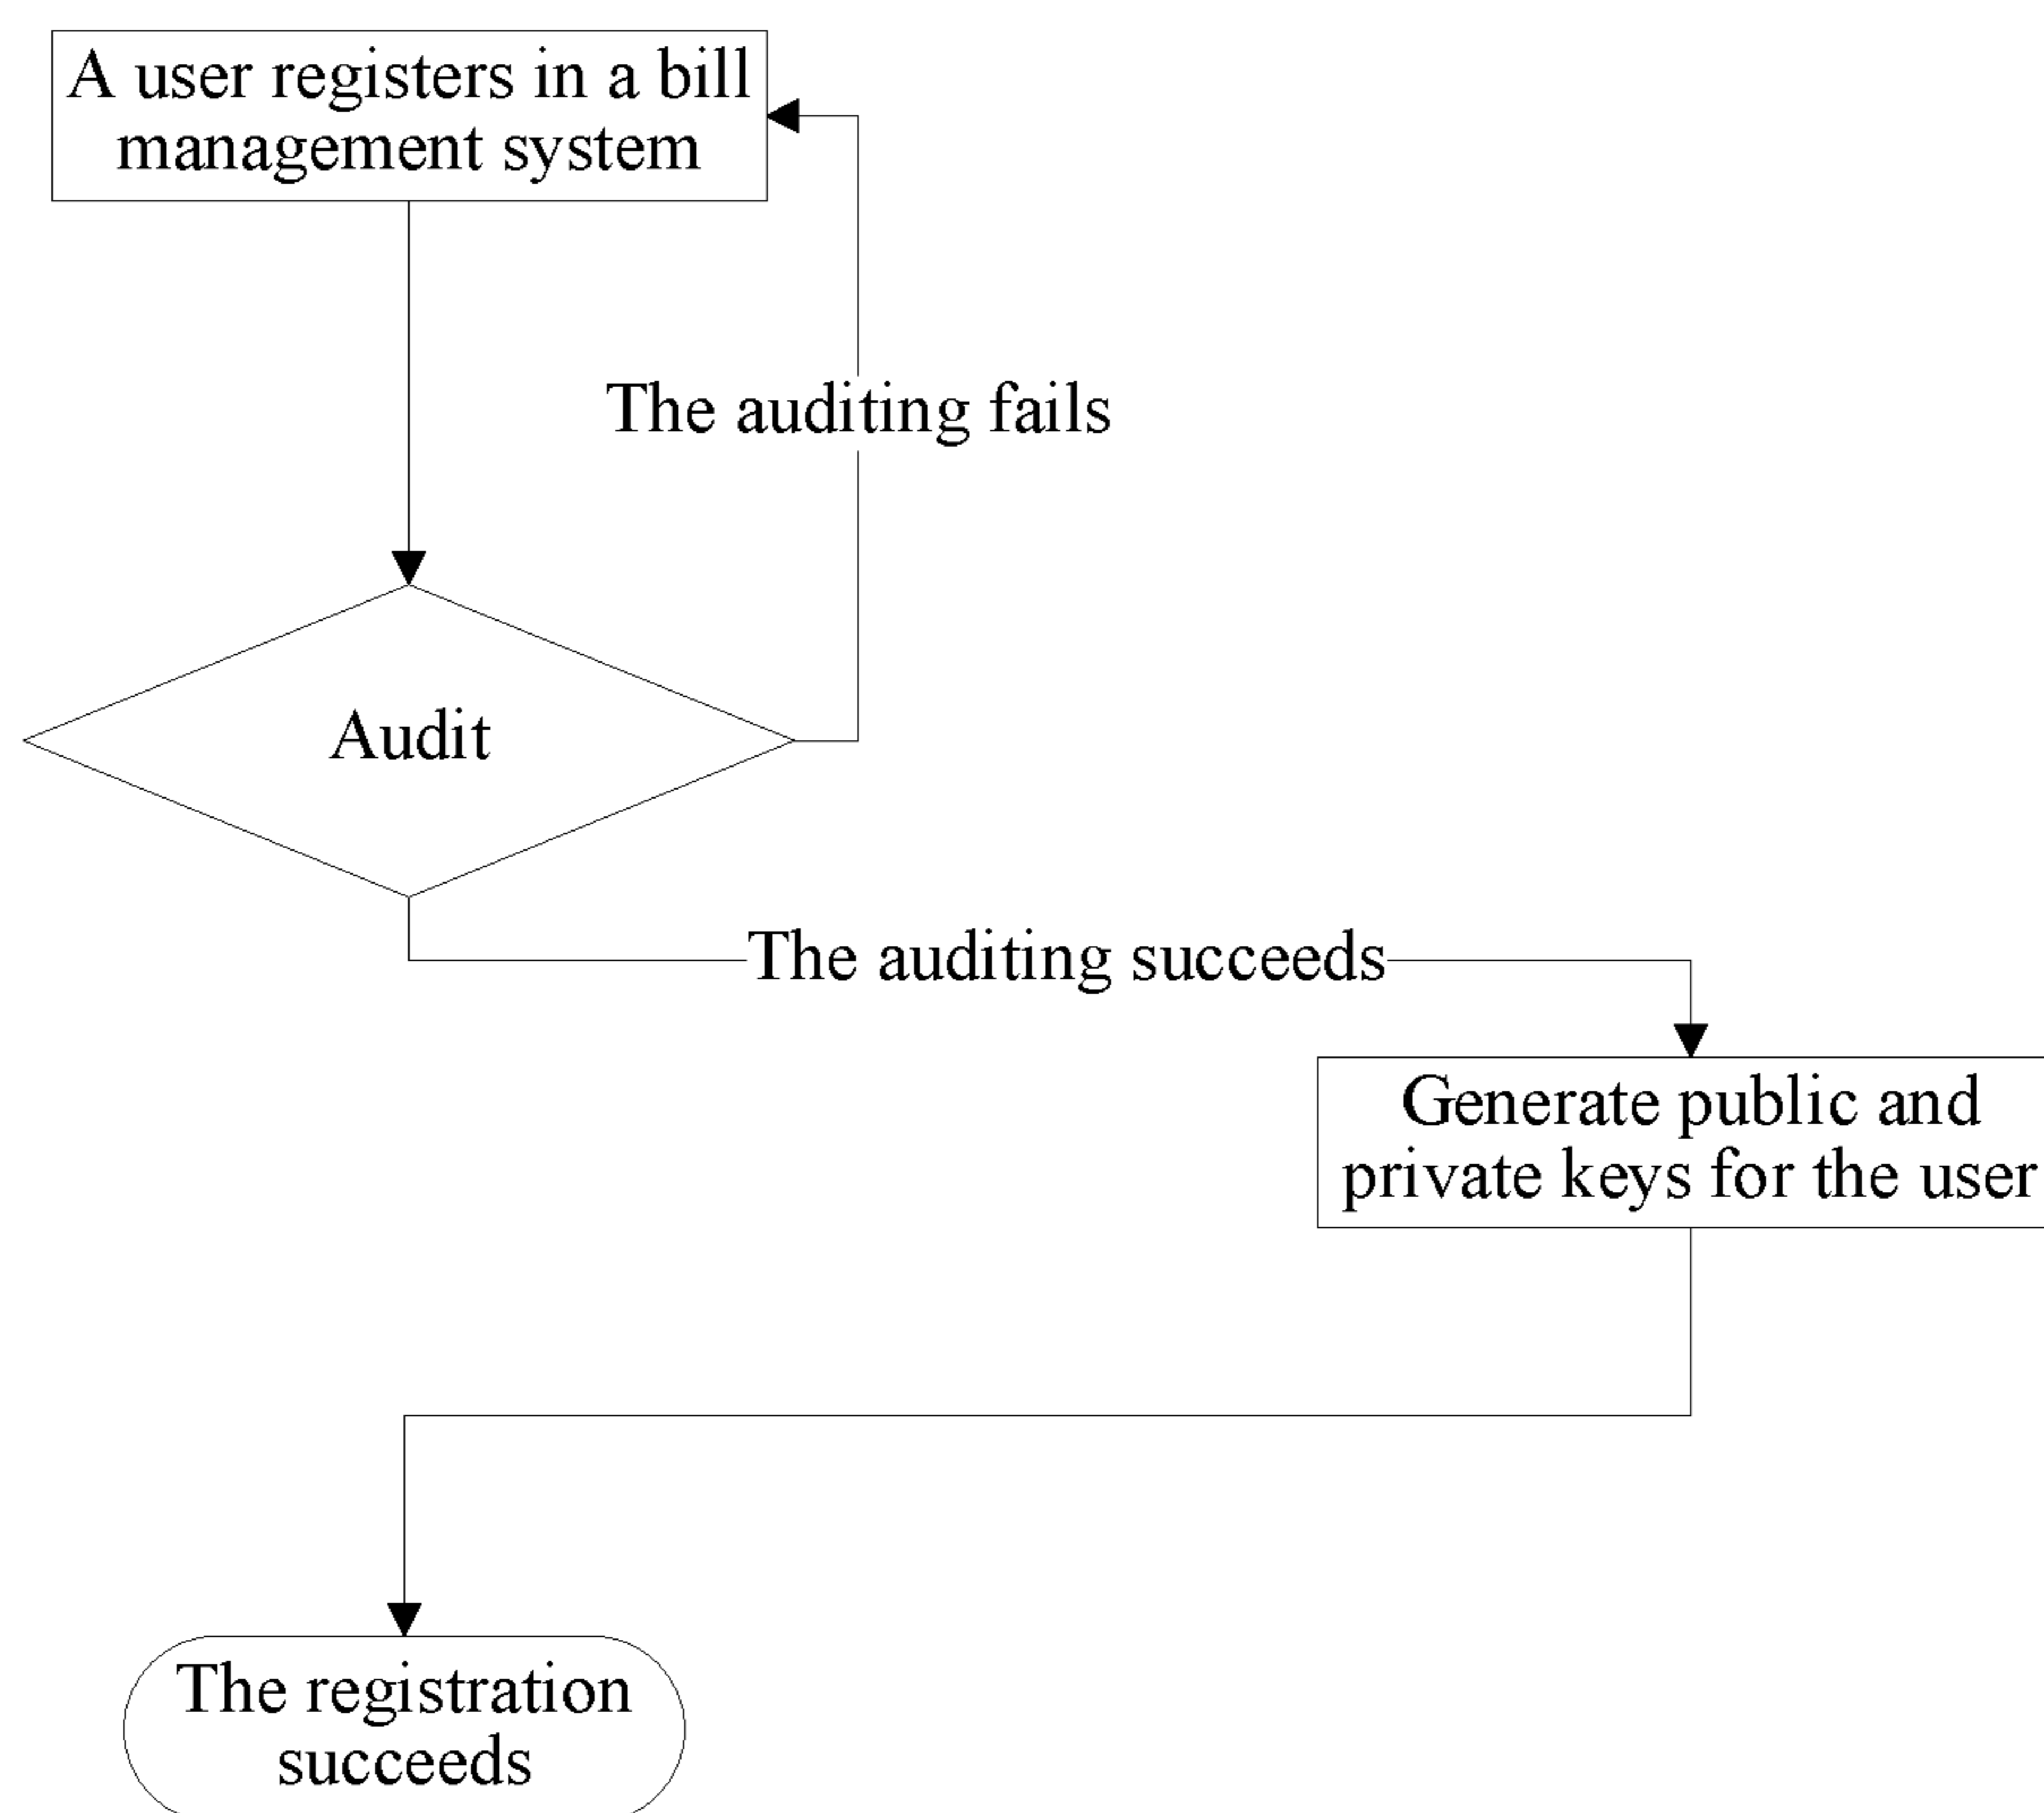 A user registers in a bill
management system
The auditing fails
Audit
The auditing succeeds
Generate public and
private keys for the user
The registration
succeeds